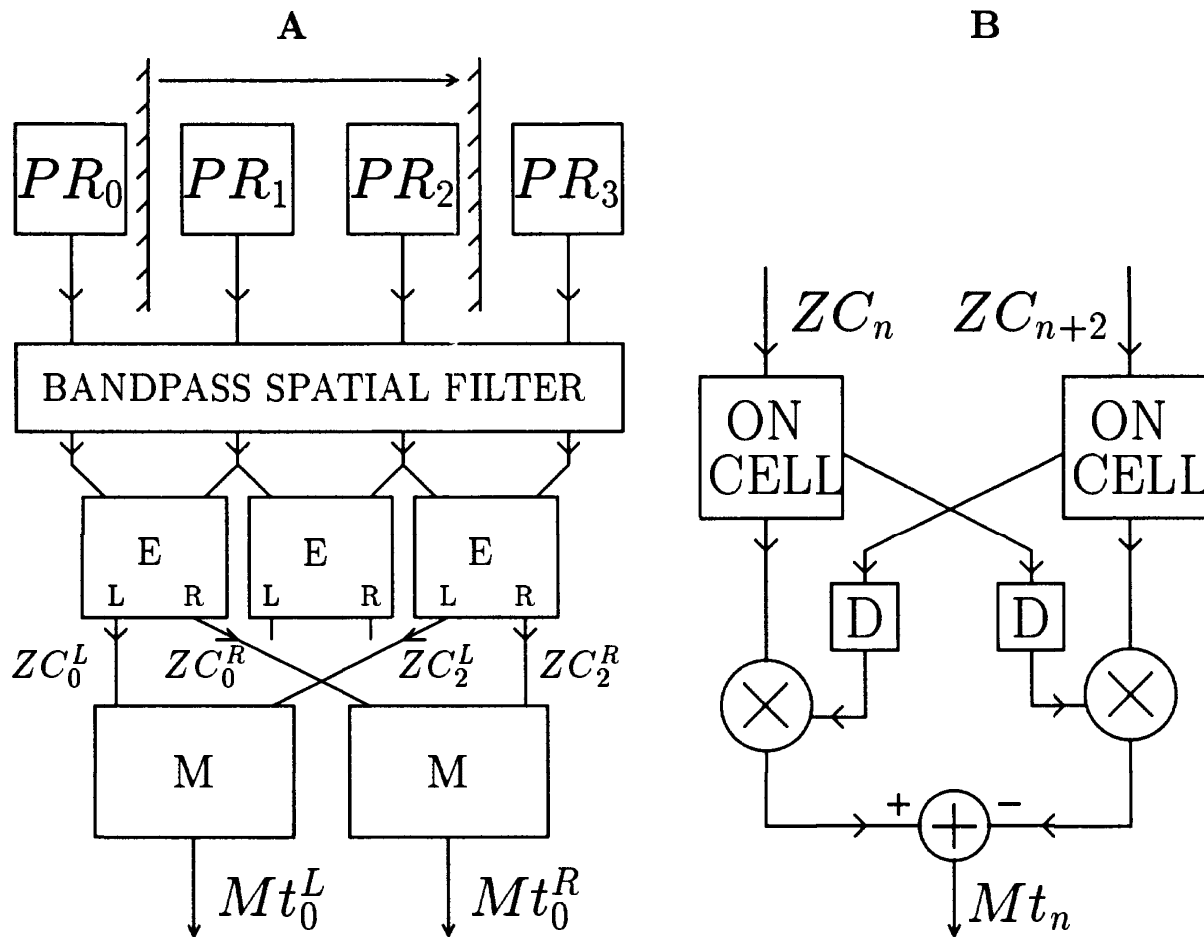 A
PR₀ PR₁ PR₂ PR₃
BANDPASS SPATIAL FILTER
E E E
L R L R L R
ZC₀ᴸ ZC₀ᴿ ZC₂ᴸ ZC₂ᴿ
M M
Mt₀ᴸ Mt₀ᴿ
B
ZCₙ ZCₙ₊₂
ON CELL
ON CELL
D D
+ −
Mtₙ